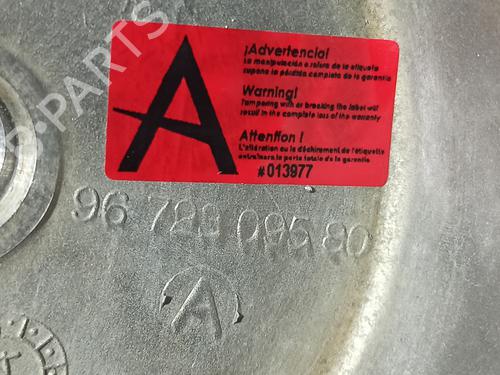 A
¡Advertencia!
La manipulación o rotura de la etiqueta
supone la pérdida completa de la garantía
Warning!
Tampering with or breaking the label will
result in the complete loss of the warranty
Attention !
L'altération ou le déchirement de l'étiquette
entraînera la perte totale de la garantie
#013977
96 789 095 80
A